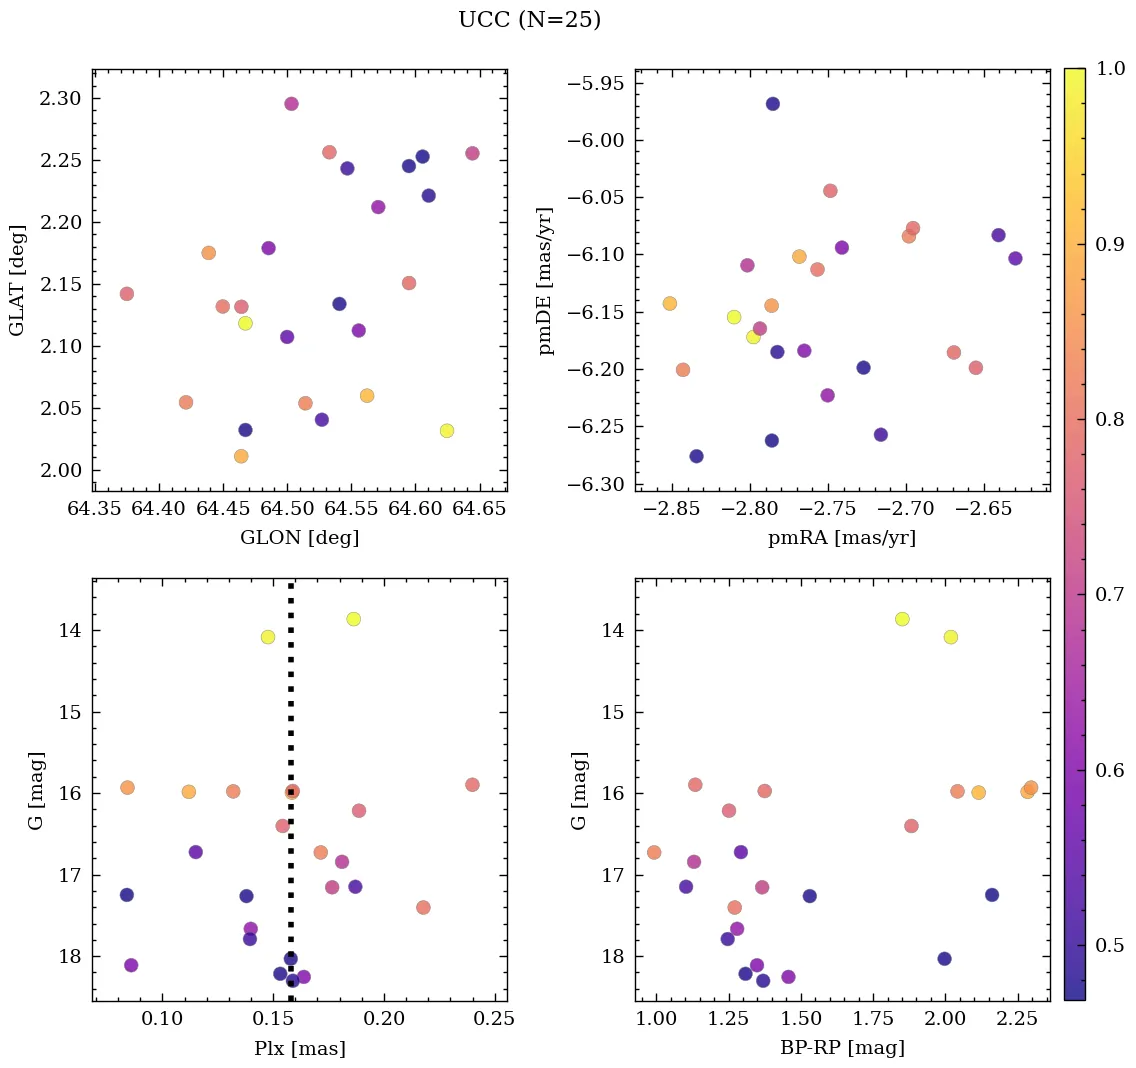 UCC (N=25)
2.30
2.25
2.20
2.15
2.10
2.05
2.00
GLAT [deg]
64.35 64.40 64.45 64.50 64.55 64.60 64.65
GLON [deg]
−5.95
−6.00
−6.05
−6.10
−6.15
−6.20
−6.25
−6.30
pmDE [mas/yr]
−2.85 −2.80 −2.75 −2.70 −2.65
pmRA [mas/yr]
14
15
16
17
18
G [mag]
0.10 0.15 0.20 0.25
Plx [mas]
14
15
16
17
18
G [mag]
1.00 1.25 1.50 1.75 2.00 2.25
BP-RP [mag]
1.0
0.9
0.8
0.7
0.6
0.5